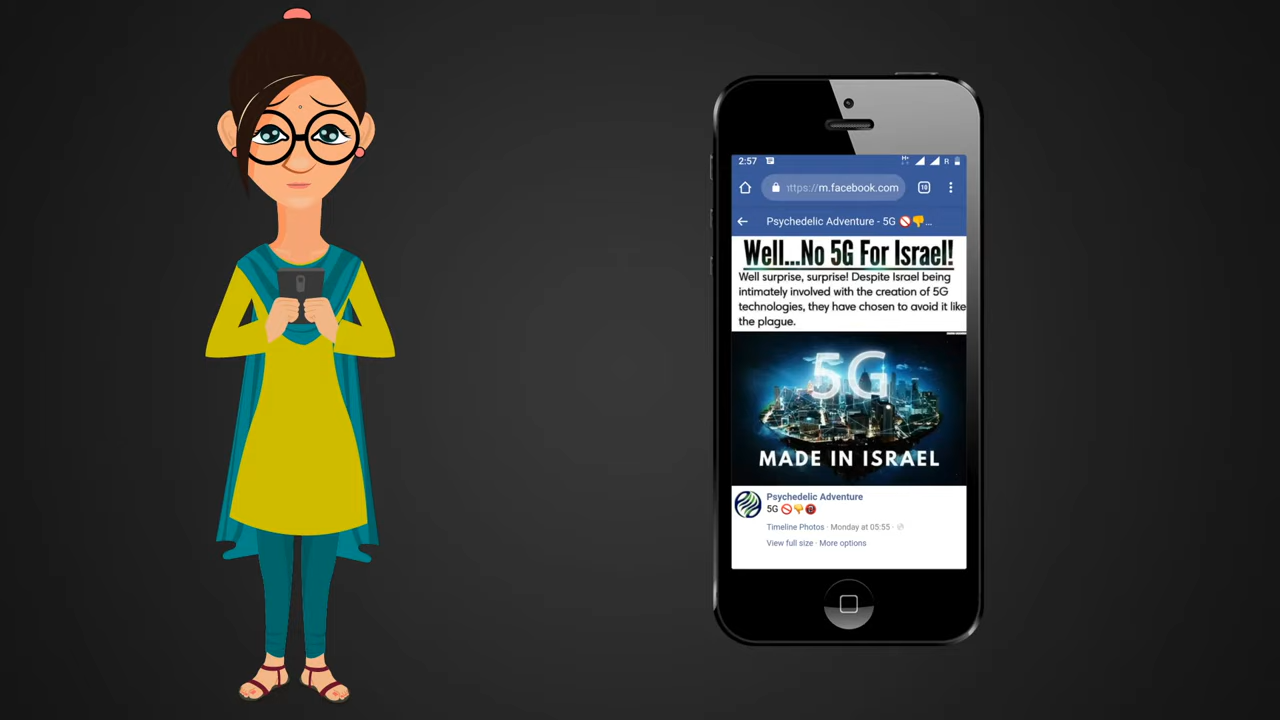 2:57
H+
R
https://m.facebook.com
19
Psychedelic Adventure - 5G 🚫👎...
Well...No 5G For Israel!
Well surprise, surprise! Despite Israel being
intimately involved with the creation of 5G
technologies, they have chosen to avoid it like
the plague.
5G
MADE IN ISRAEL
Psychedelic Adventure
5G 🚫👎📵
Timeline Photos · Monday at 05:55 ·
View full size · More options